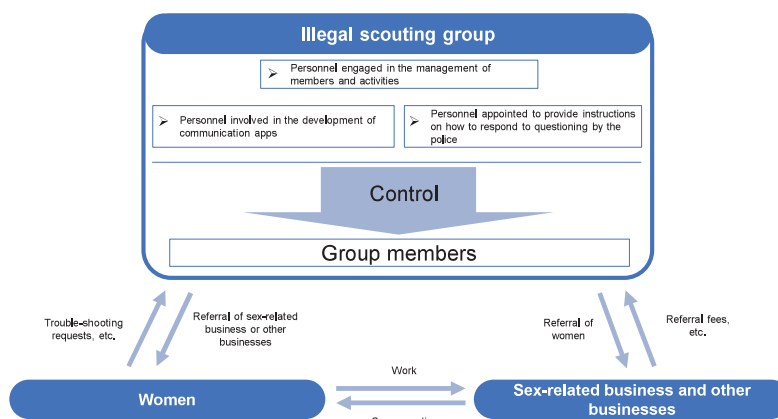 Illegal scouting group
➢ Personnel engaged in the management of
members and activities
➢ Personnel involved in the development of
communication apps
➢ Personnel appointed to provide instructions
on how to respond to questioning by the
police
Control
Group members
Trouble-shooting
requests, etc.
Referral of sex-related
business or other
businesses
Referral of
women
Referral fees,
etc.
Work
Women
Sex-related business and other
businesses